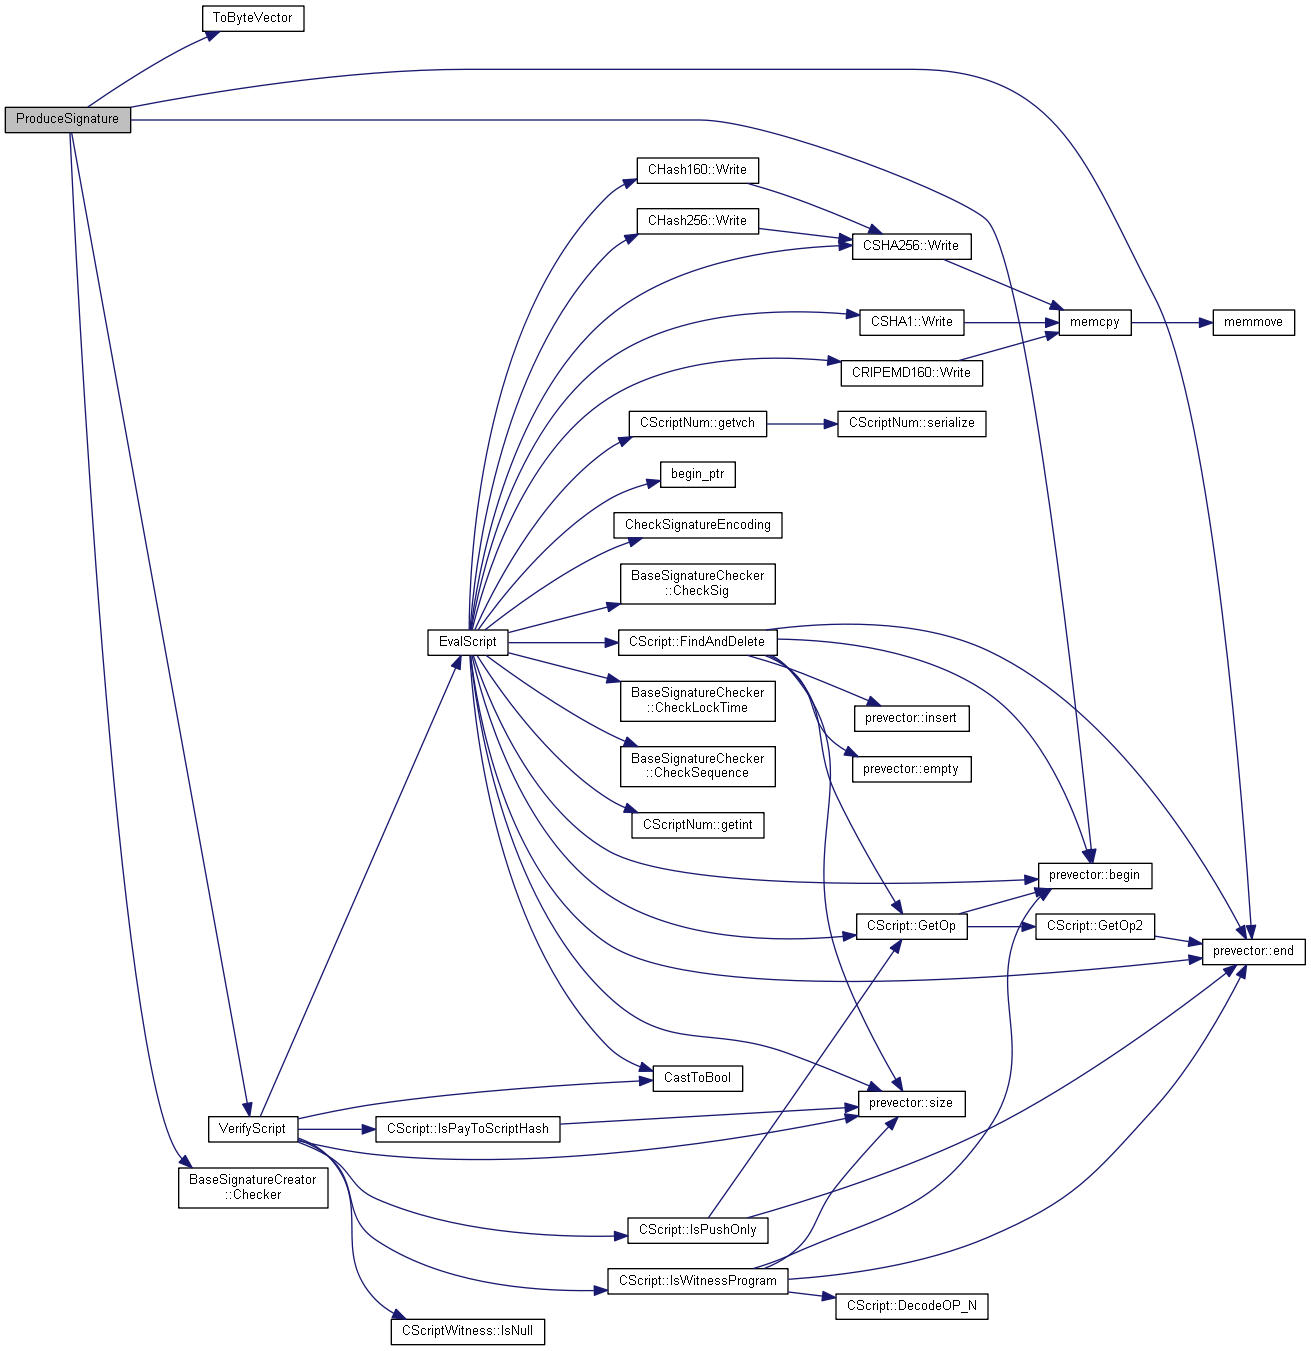 ToByteVector
ProduceSignature
CHash160::Write
CHash256::Write
CSHA256::Write
CSHA1::Write
memcpy
memmove
CRIPEMD160::Write
CScriptNum::getvch
CScriptNum::serialize
begin_ptr
CheckSignatureEncoding
BaseSignatureChecker
::CheckSig
EvalScript
CScript::FindAndDelete
BaseSignatureChecker
::CheckLockTime
prevector::insert
BaseSignatureChecker
::CheckSequence
prevector::empty
CScriptNum::getint
prevector::begin
CScript::GetOp
CScript::GetOp2
prevector::end
CastToBool
prevector::size
VerifyScript
CScript::IsPayToScriptHash
BaseSignatureCreator
::Checker
CScript::IsPushOnly
CScript::IsWitnessProgram
CScript::DecodeOP_N
CScriptWitness::IsNull